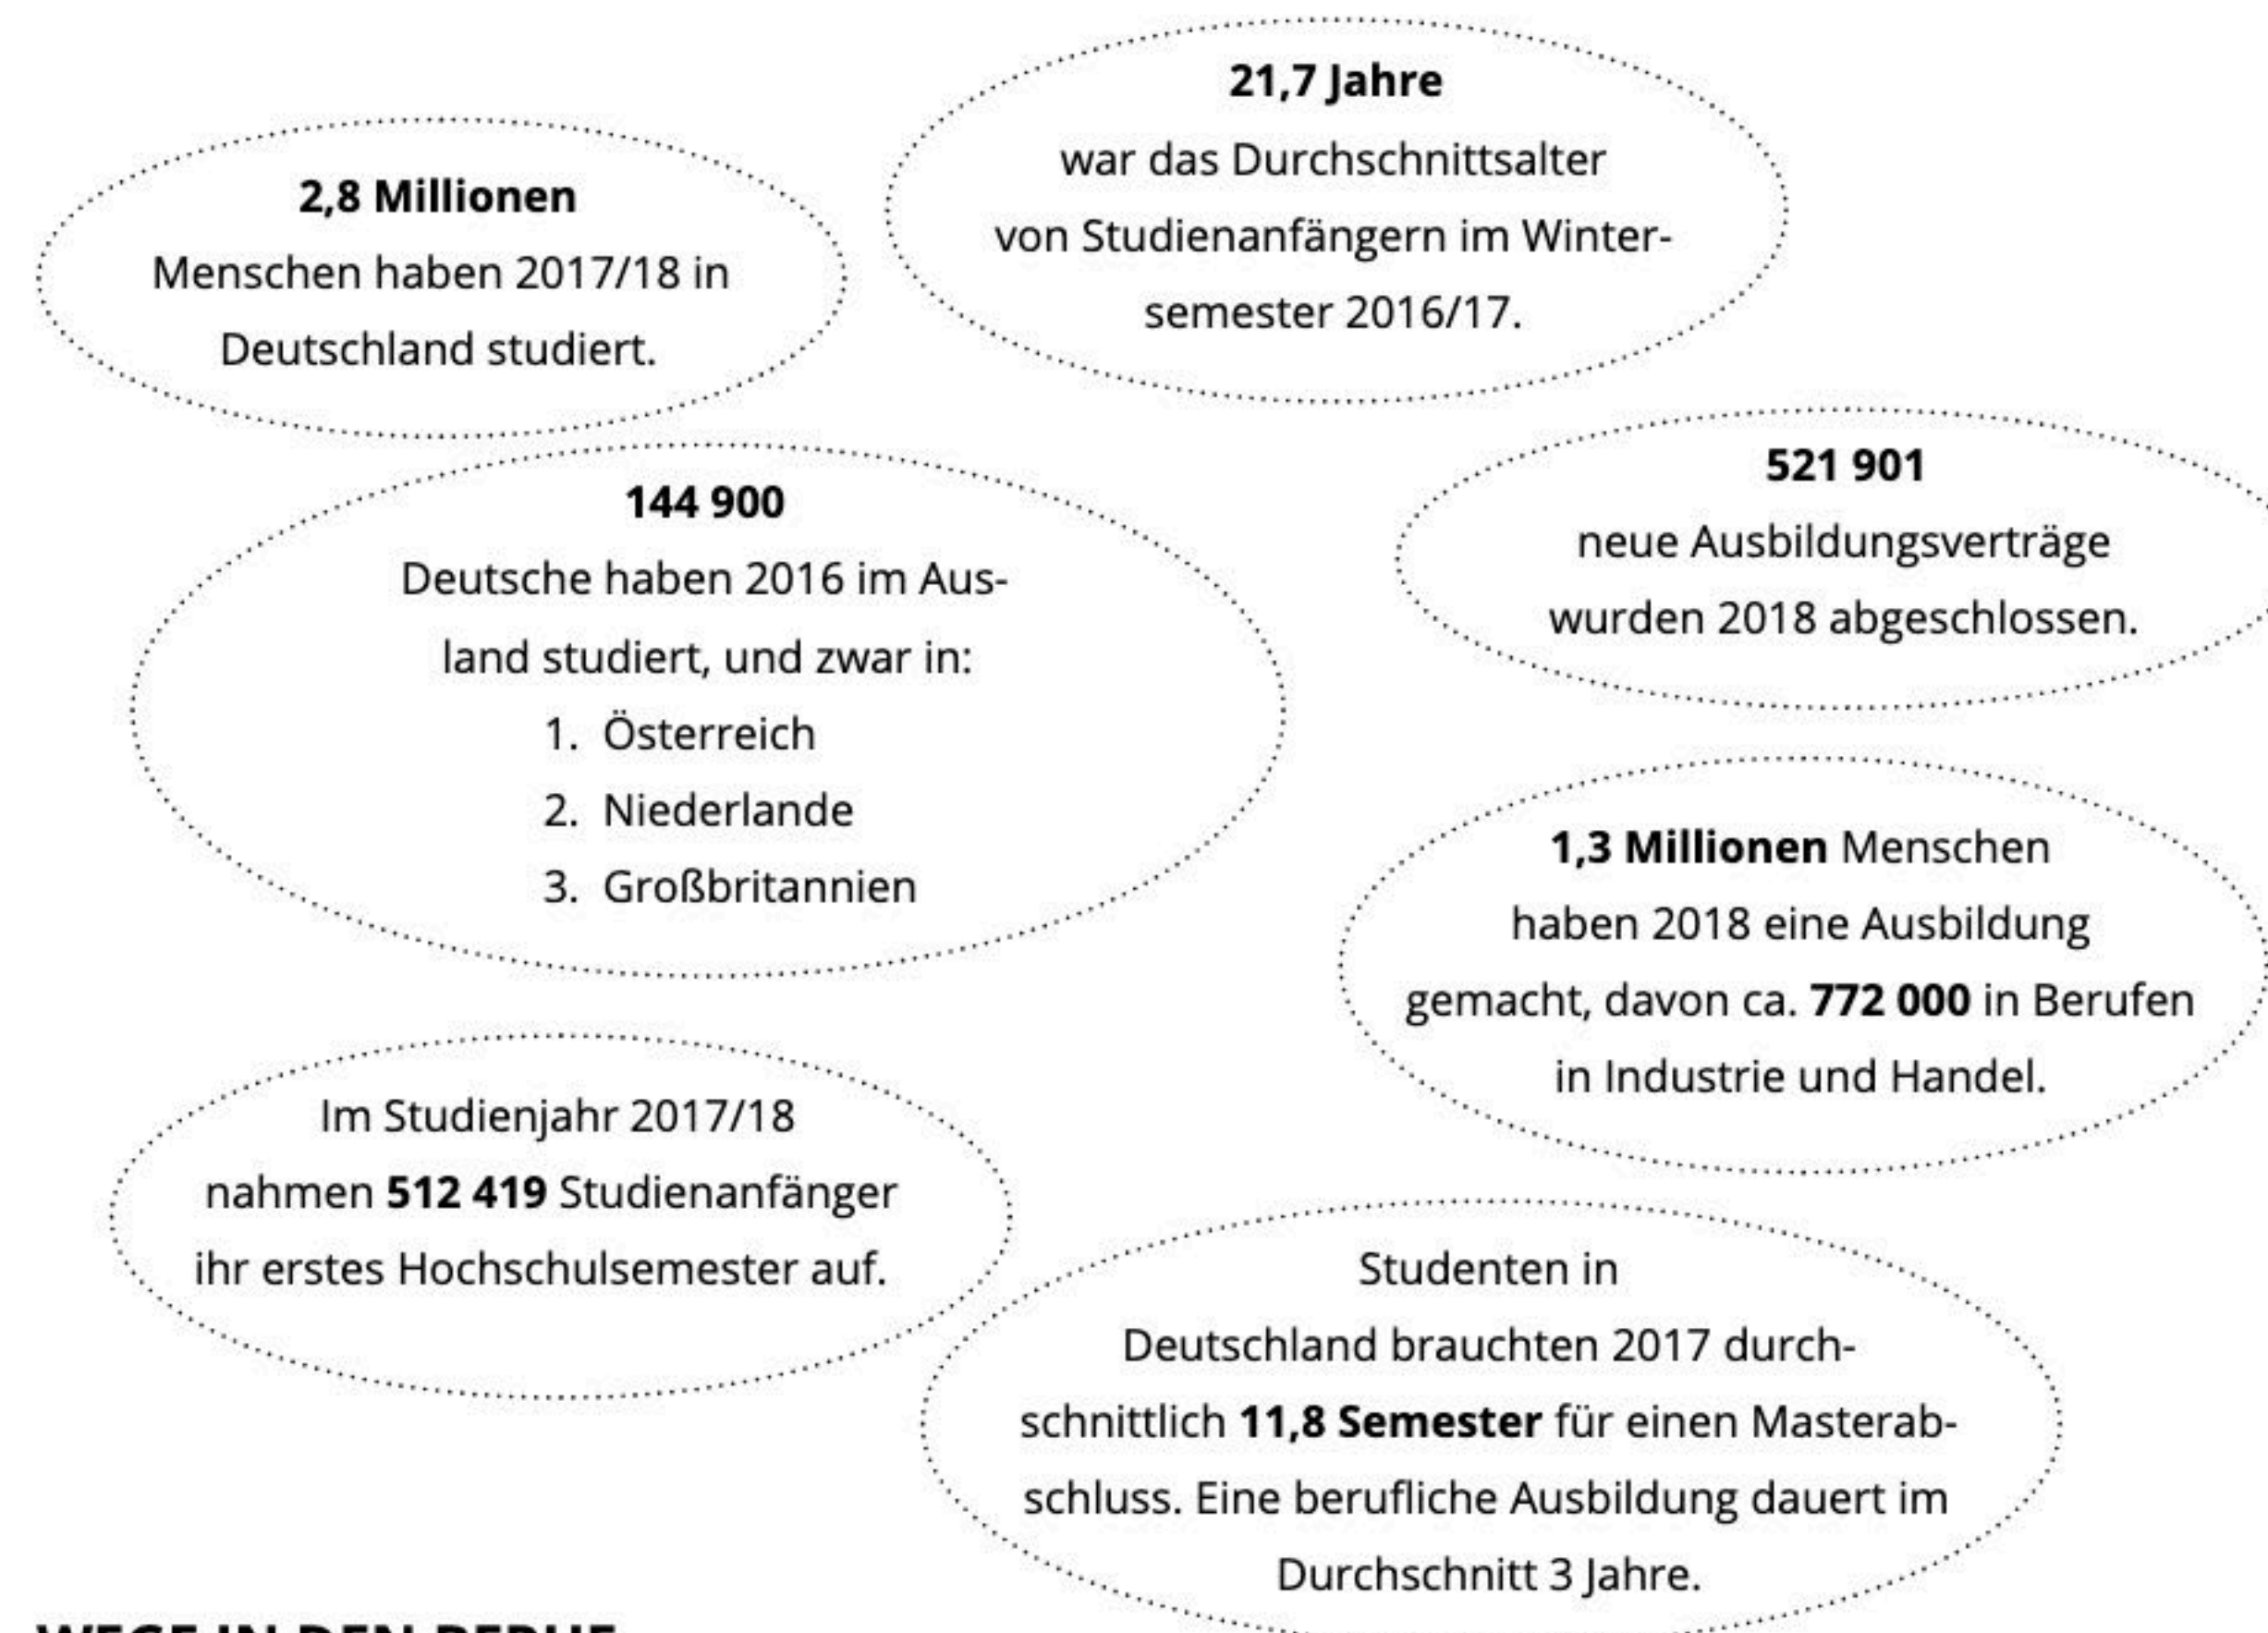 21,7 Jahre
war das Durchschnittsalter
von Studienanfängern im Winter-
semester 2016/17.
2,8 Millionen
Menschen haben 2017/18 in
Deutschland studiert.
521 901
neue Ausbildungsverträge
wurden 2018 abgeschlossen.
144 900
Deutsche haben 2016 im Aus-
land studiert, und zwar in:
1. Österreich
2. Niederlande
3. Großbritannien
1,3 Millionen Menschen
haben 2018 eine Ausbildung
gemacht, davon ca. 772 000 in Berufen
in Industrie und Handel.
Im Studienjahr 2017/18
nahmen 512 419 Studienanfänger
ihr erstes Hochschulsemester auf.
Studenten in
Deutschland brauchten 2017 durch-
schnittlich 11,8 Semester für einen Masterab-
schluss. Eine berufliche Ausbildung dauert im
Durchschnitt 3 Jahre.
WEGE IN DEN BERUF